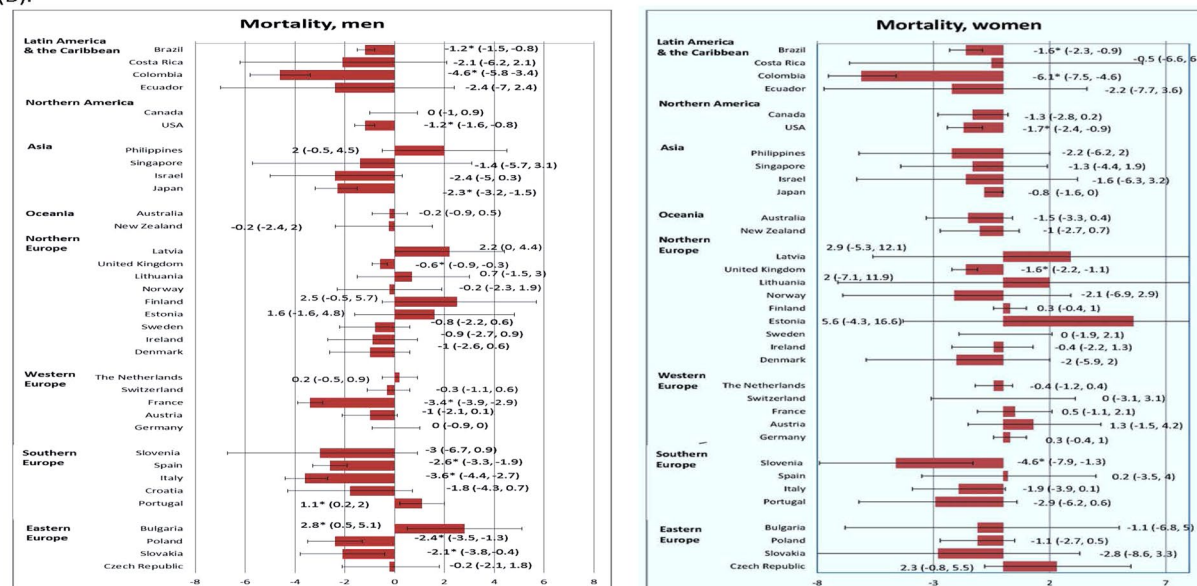 (B).
Mortality, men
Latin America
& the Caribbean
Brazil -1.2* (-1.5, -0.8)
Costa Rica -2.1 (-6.2, 2.1)
Colombia -4.6* (-5.8 -3.4)
Ecuador -2.4 (-7, 2.4)
Northern America
Canada 0 (-1, 0.9)
USA -1.2* (-1.6, -0.8)
Asia
Philippines 2 (-0.5, 4.5)
Singapore -1.4 (-5.7, 3.1)
Israel -2.4 (-5, 0.3)
Japan -2.3* (-3.2, -1.5)
Oceania
Australia -0.2 (-0.9, 0.5)
New Zealand -0.2 (-2.4, 2)
Northern
Europe
Latvia 2.2 (0, 4.4)
United Kingdom -0.6* (-0.9, -0.3)
Lithuania 0.7 (-1.5, 3)
Norway -0.2 (-2.3, 1.9)
Finland 2.5 (-0.5, 5.7)
Estonia 1.6 (-1.6, 4.8)
Sweden -0.8 (-2.2, 0.6)
Ireland -0.9 (-2.7, 0.9)
Denmark -1 (-2.6, 0.6)
Western
Europe
The Netherlands 0.2 (-0.5, 0.9)
Switzerland -0.3 (-1.1, 0.6)
France -3.4* (-3.9, -2.9)
Austria -1 (-2.1, 0.1)
Germany 0 (-0.9, 0)
Southern
Europe
Slovenia -3 (-6.7, 0.9)
Spain -2.6* (-3.3, -1.9)
Italy -3.6* (-4.4, -2.7)
Croatia -1.8 (-4.3, 0.7)
Portugal 1.1* (0.2, 2)
Eastern
Europe
Bulgaria 2.8* (0.5, 5.1)
Poland -2.4* (-3.5, -1.3)
Slovakia -2.1* (-3.8,-0.4)
Czech Republic -0.2 (-2.1, 1.8)
-8 -6 -4 -2 0 2 4 6 8
Mortality, women
Latin America
& the Caribbean
Brazil -1.6* (-2.3, -0.9)
Costa Rica -0.5 (-6.6, 6
Colombia -6.1* (-7.5, -4.6)
Ecuador -2.2 (-7.7, 3.6)
Northern America
Canada -1.3 (-2.8, 0.2)
USA -1.7* (-2.4, -0.9)
Asia
Philippines -2.2 (-6.2, 2)
Singapore -1.3 (-4.4, 1.9)
Israel -1.6 (-6.3, 3.2)
Japan -0.8 (-1.6, 0)
Oceania
Australia -1.5 (-3.3, 0.4)
New Zealand -1 (-2.7, 0.7)
Northern
Europe
Latvia 2.9 (-5.3, 12.1)
United Kingdom -1.6* (-2.2, -1.1)
Lithuania 2 (-7.1, 11.9)
Norway -2.1 (-6.9, 2.9)
Finland 0.3 (-0.4, 1)
Estonia 5.6 (-4.3, 16.6)
Sweden 0 (-1.9, 2.1)
Ireland -0.4 (-2.2, 1.3)
Denmark -2 (-5.9, 2)
Western
Europe
The Netherlands -0.4 (-1.2, 0.4)
Switzerland 0 (-3.1, 3.1)
France 0.5 (-1.1, 2.1)
Austria 1.3 (-1.5, 4.2)
Germany 0.3 (-0.4, 1)
Southern
Europe
Slovenia -4.6* (-7.9, -1.3)
Spain 0.2 (-3.5, 4)
Italy -1.9 (-3.9, 0.1)
Portugal -2.9 (-6.2, 0.6)
Eastern
Europe
Bulgaria -1.1 (-6.8, 5)
Poland -1.1 (-2.7, 0.5)
Slovakia -2.8 (-8.6, 3.3)
Czech Republic 2.3 (-0.8, 5.5)
-8 -3 2 7